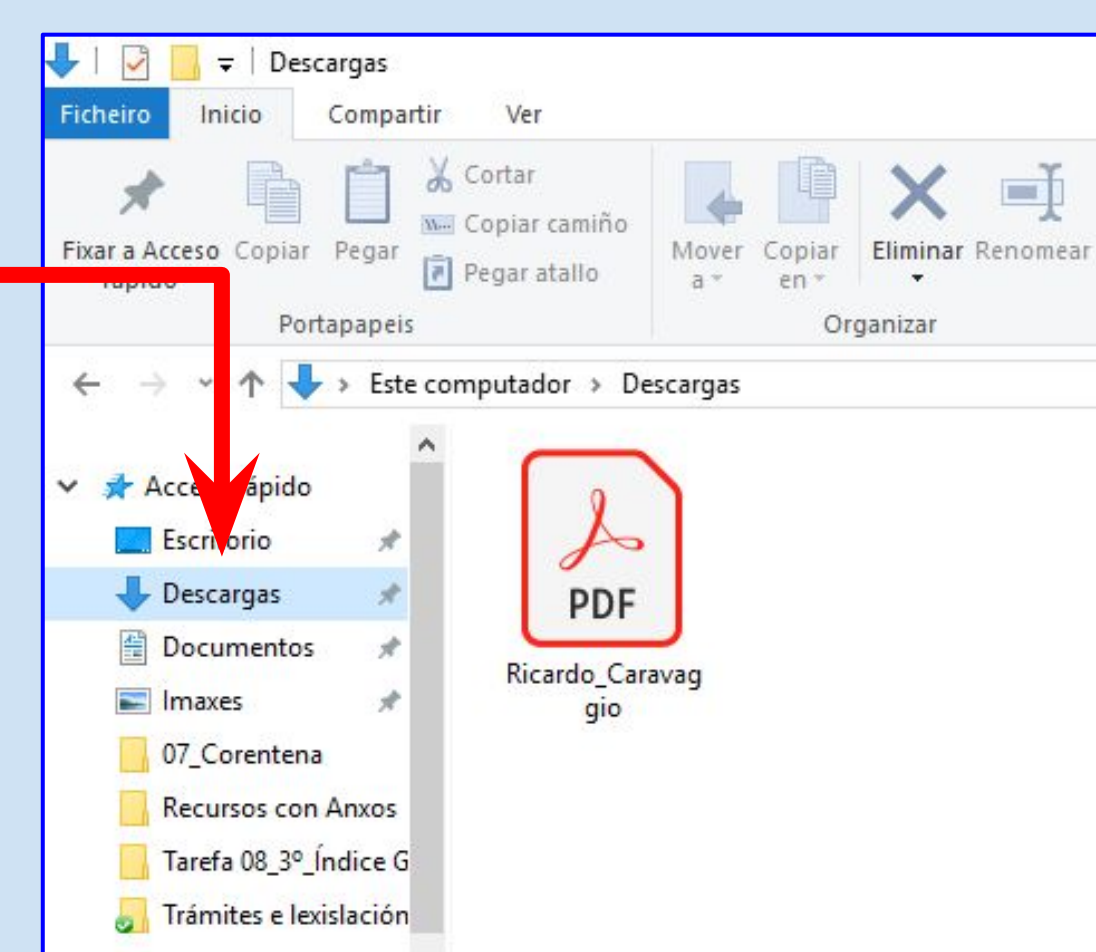 Descargas
Ficheiro Inicio Compartir Ver
Cortar
Copiar camiño
Pegar atallo
Fixar a Acceso Copiar Pegar
Mover a Copiar en Eliminar Renomear
Portapapeis Organizar
Este computador > Descargas
Escritorio
Descargas
Documentos
Imaxes
07_Corentena
Recursos con Anxos
Tarefa 08_3º_Índice G
Trámites e lexislación
PDF
Ricardo_Caravag
gio